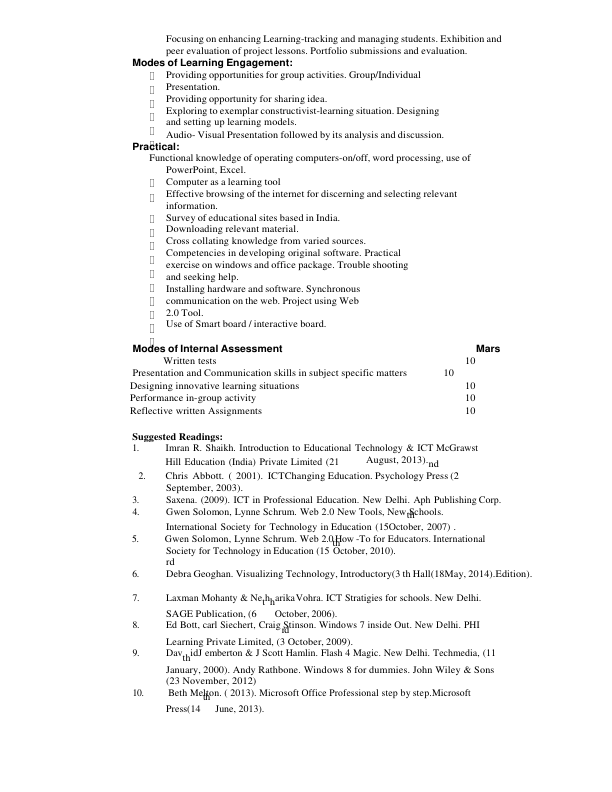 Focusing on enhancing Learning-tracking and managing students. Exhibition and
peer evaluation of project lessons. Portfolio submissions and evaluation.
Modes of Learning Engagement:
Providing opportunities for group activities. Group/Individual
Presentation.
Providing opportunity for sharing idea.
Exploring to exemplar constructivist-learning situation. Designing
and setting up learning models.
Audio- Visual Presentation followed by its analysis and discussion.
Practical:
Functional knowledge of operating computers-on/off, word processing, use of
PowerPoint, Excel.
Computer as a learning tool
Effective browsing of the internet for discerning and selecting relevant
information.
Survey of educational sites based in India.
Downloading relevant material.
Cross collating knowledge from varied sources.
Competencies in developing original software. Practical
exercise on windows and office package. Trouble shooting
and seeking help.
Installing hardware and software. Synchronous
communication on the web. Project using Web
2.0 Tool.
Use of Smart board / interactive board.
Modes of Internal Assessment Mars
Written tests 10
Presentation and Communication skills in subject specific matters 10
Designing innovative learning situations 10
Performance in-group activity 10
Reflective written Assignments 10
Suggested Readings:
1. Imran R. Shaikh. Introduction to Educational Technology & ICT McGrawst
Hill Education (India) Private Limited (21 August, 2013). nd
2. Chris Abbott. ( 2001). ICTChanging Education. Psychology Press (2
September, 2003).
3. Saxena. (2009). ICT in Professional Education. New Delhi. Aph Publishing Corp.
4. Gwen Solomon, Lynne Schrum. Web 2.0 New Tools, New Schools. th
International Society for Technology in Education (15October, 2007) .
5. Gwen Solomon, Lynne Schrum. Web 2.0 How -To for Educators. International th
Society for Technology in Education (15 October, 2010).
rd
6. Debra Geoghan. Visualizing Technology, Introductory(3 th Hall(18May, 2014).Edition).
7. Laxman Mohanty & Neth harikaVohra. ICT Stratigies for schools. New Delhi.
SAGE Publication, (6 October, 2006).
8. Ed Bott, carl Siechert, Craig Stinson. Windows 7 inside Out. New Delhi. PHI rd
Learning Private Limited, (3 October, 2009).
9. Dav th idJ emberton & J Scott Hamlin. Flash 4 Magic. New Delhi. Techmedia, (11
January, 2000). Andy Rathbone. Windows 8 for dummies. John Wiley & Sons
(23 November, 2012)
10. Beth Melton. ( 2013). Microsoft Office Professional step by step.Microsoft th
Press(14 June, 2013).